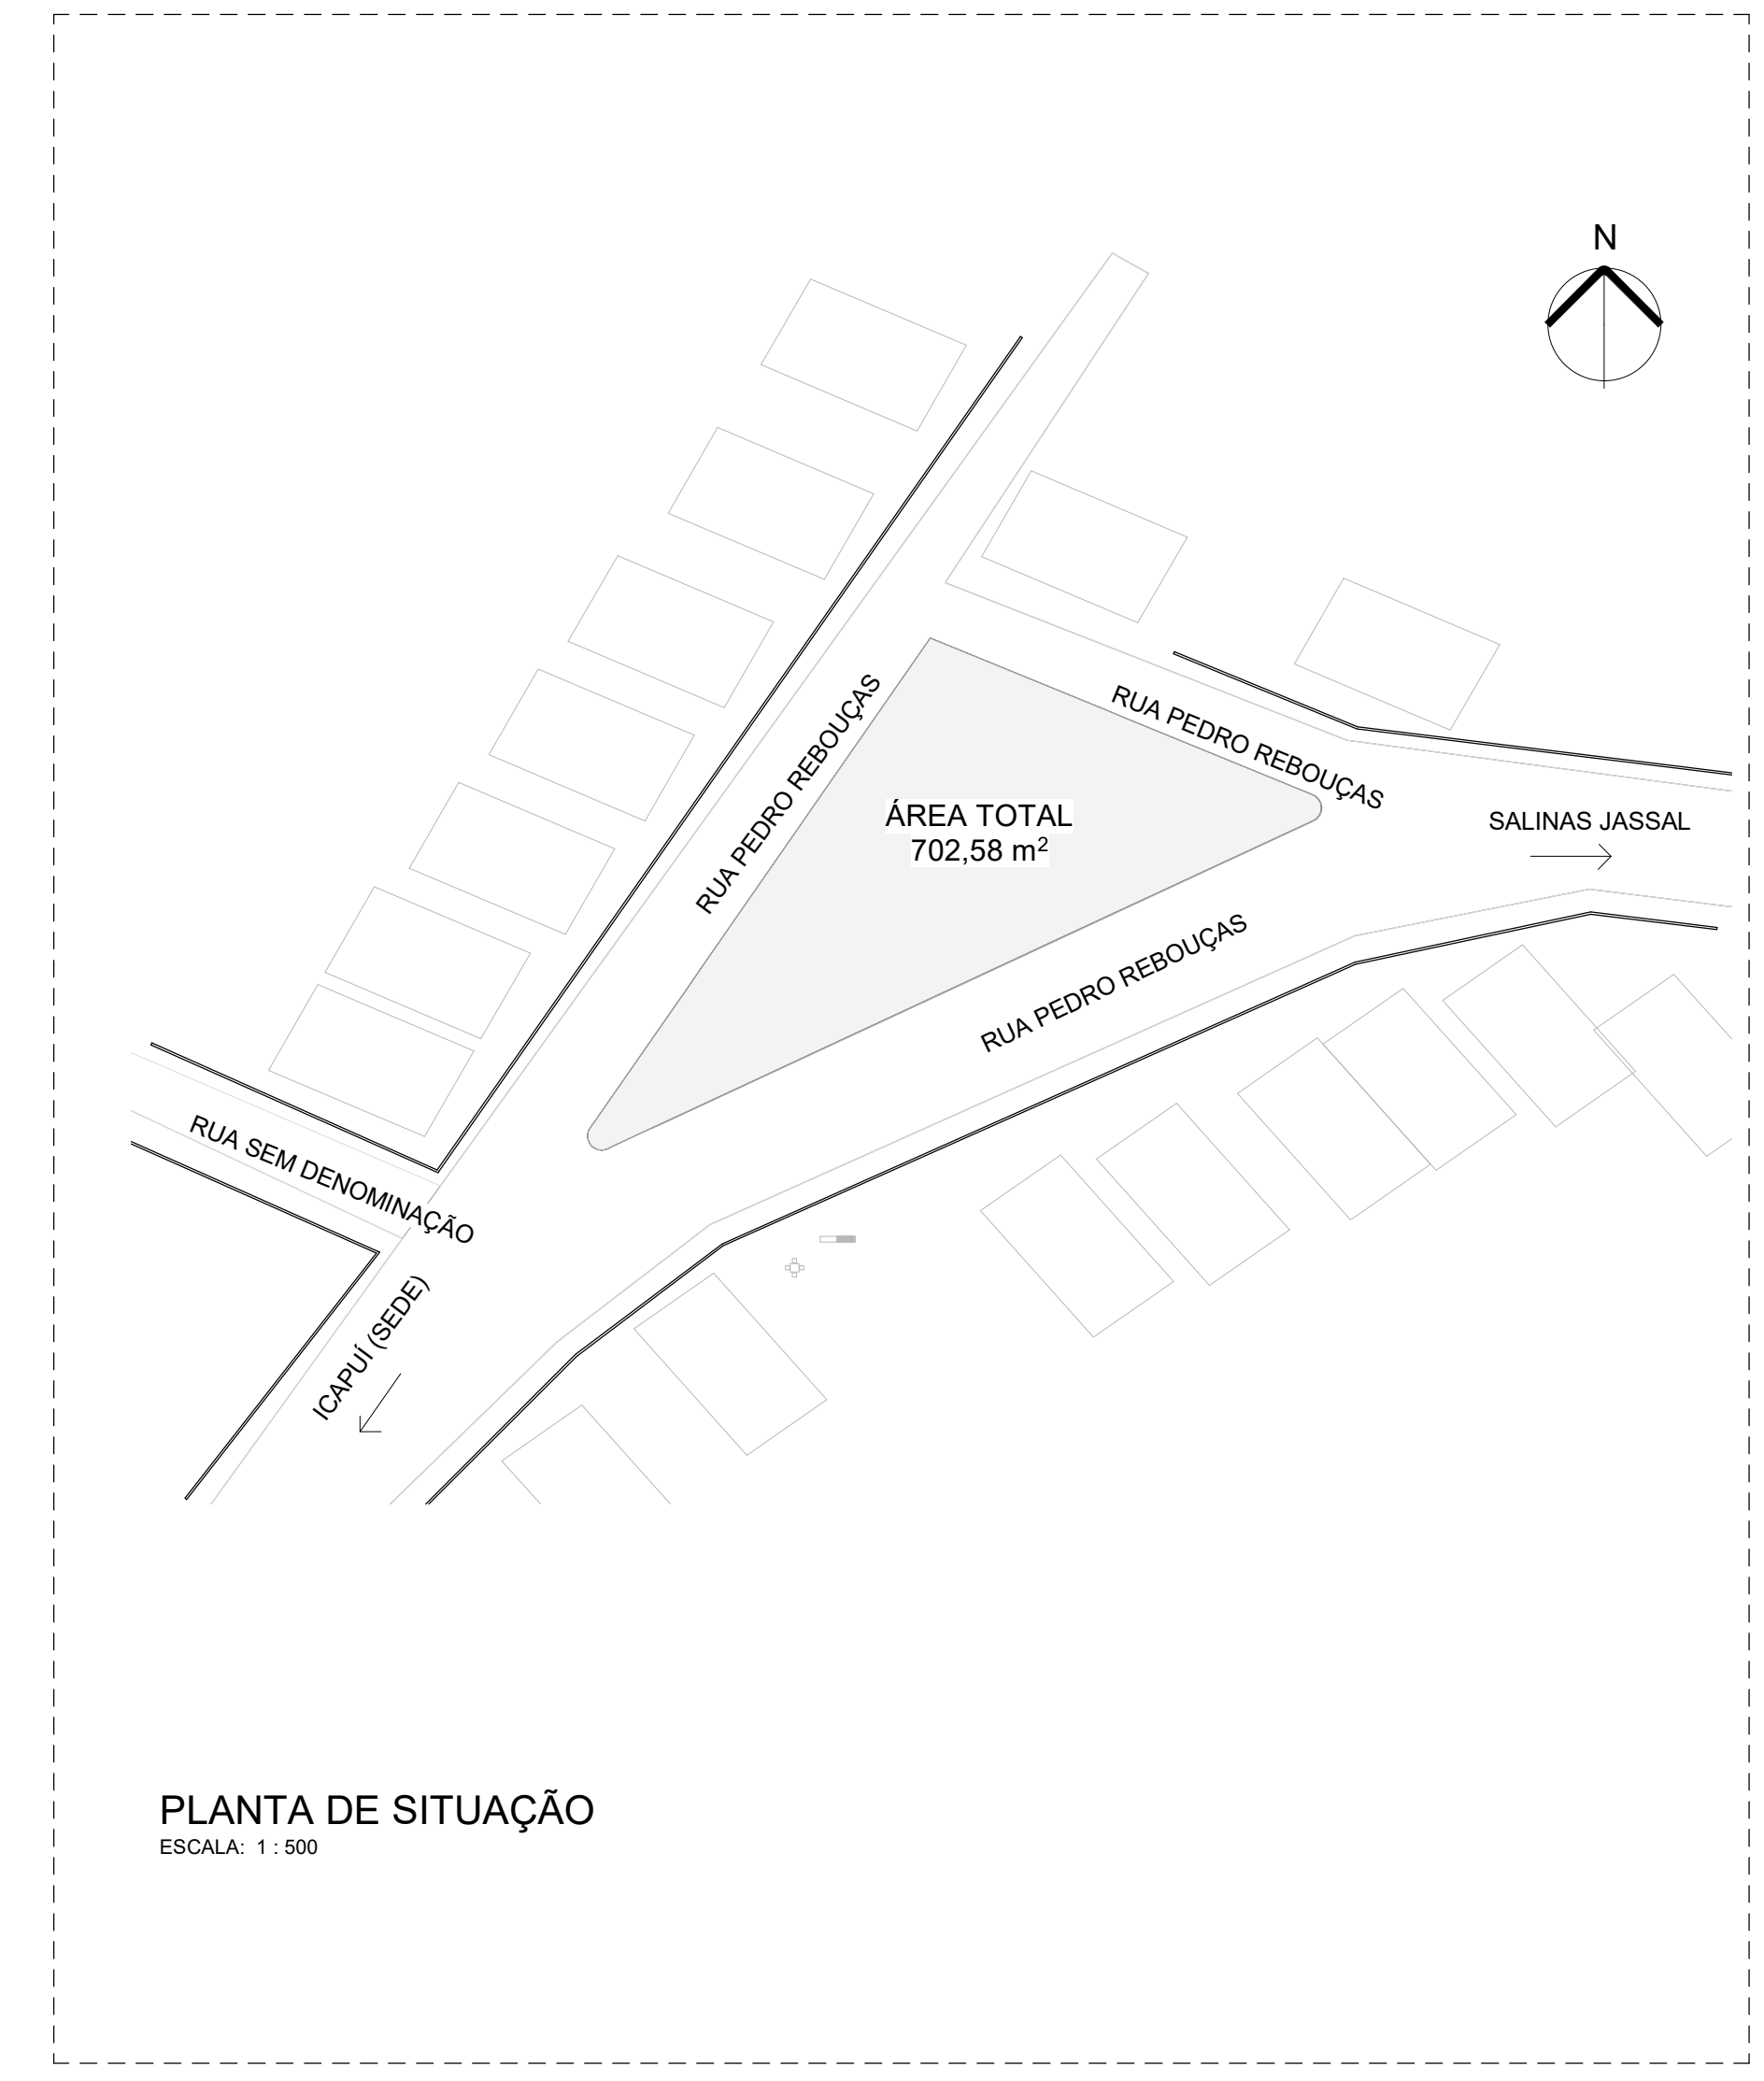 N
RUA PEDRO REBOUÇAS
RUA PEDRO REBOUÇAS
ÁREA TOTAL
702,58 m²
SALINAS JASSAL
RUA PEDRO REBOUÇAS
RUA SEM DENOMINAÇÃO
ICAPUÍ (SEDE)
PLANTA DE SITUAÇÃO
ESCALA: 1 : 500